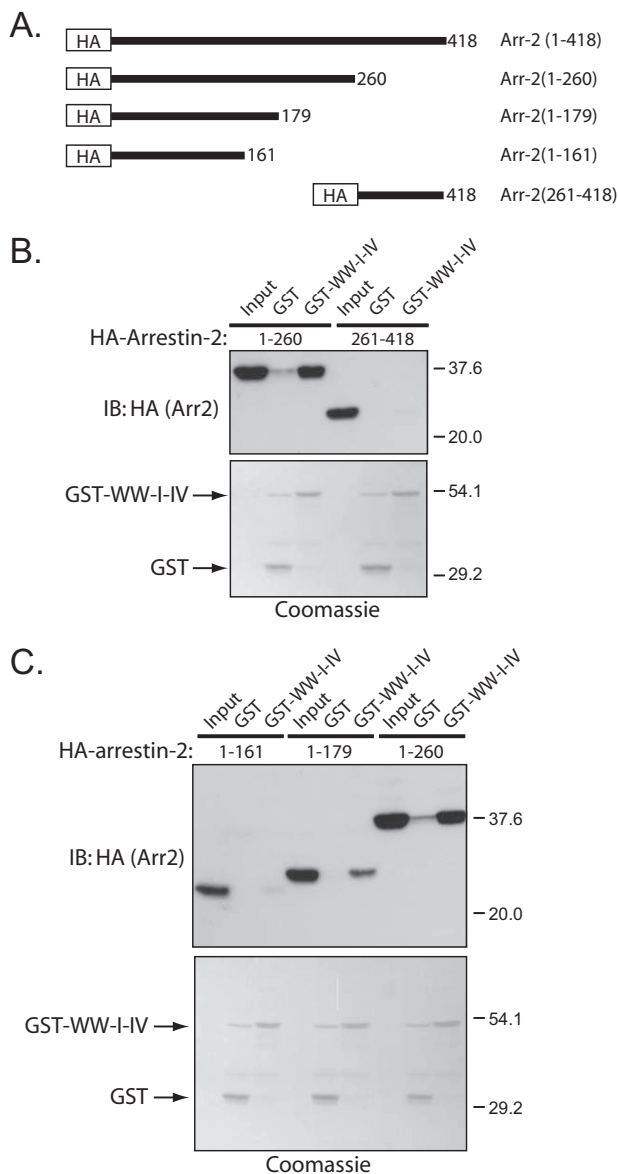 A.
HA 418 Arr-2 (1-418)
HA 260 Arr-2(1-260)
HA 179 Arr-2(1-179)
HA 161 Arr-2(1-161)
HA 418 Arr-2(261-418)
B.
Input GST GST-WW-I-IV Input GST GST-WW-I-IV
HA-Arrestin-2: 1-260 261-418
37.6
IB: HA (Arr2)
20.0
GST-WW-I-IV 54.1
GST 29.2
Coomassie
C.
Input GST GST-WW-I-IV Input GST GST-WW-I-IV Input GST GST-WW-I-IV
HA-arrestin-2: 1-161 1-179 1-260
37.6
IB: HA (Arr2)
20.0
GST-WW-I-IV 54.1
GST 29.2
Coomassie